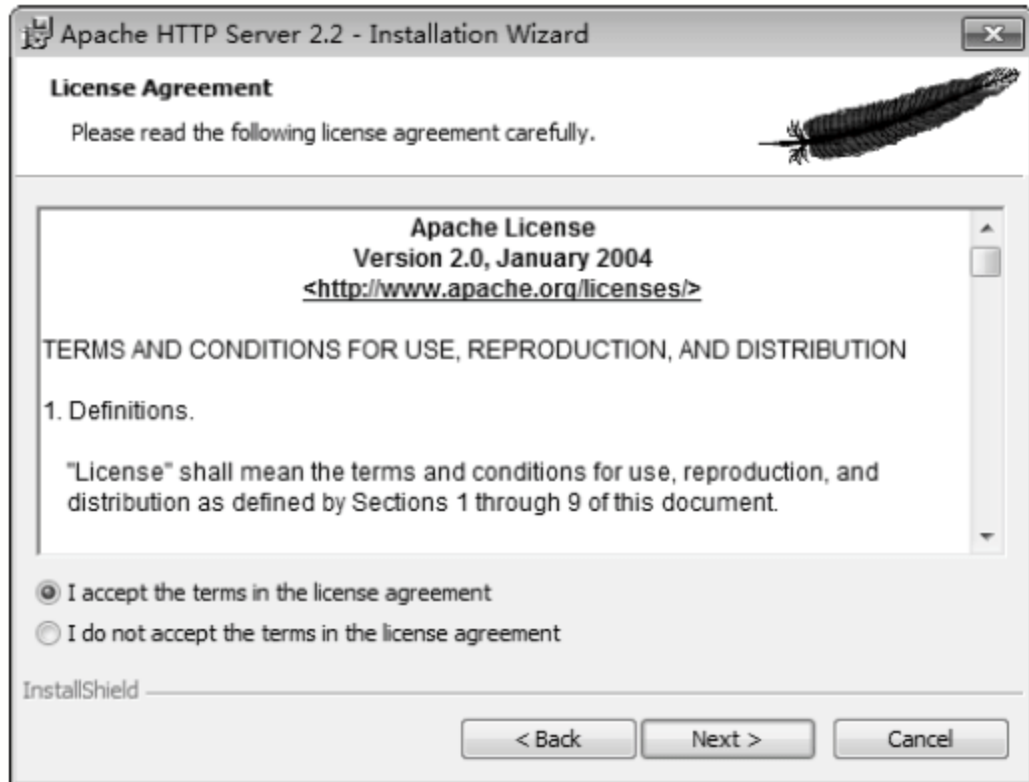 Apache HTTP Server 2.2 - Installation Wizard
License Agreement
Please read the following license agreement carefully.
Apache License
Version 2.0, January 2004
<http://www.apache.org/licenses/>
TERMS AND CONDITIONS FOR USE, REPRODUCTION, AND DISTRIBUTION
1. Definitions.
"License" shall mean the terms and conditions for use, reproduction, and
distribution as defined by Sections 1 through 9 of this document.
I accept the terms in the license agreement
I do not accept the terms in the license agreement
InstallShield
< Back
Next >
Cancel